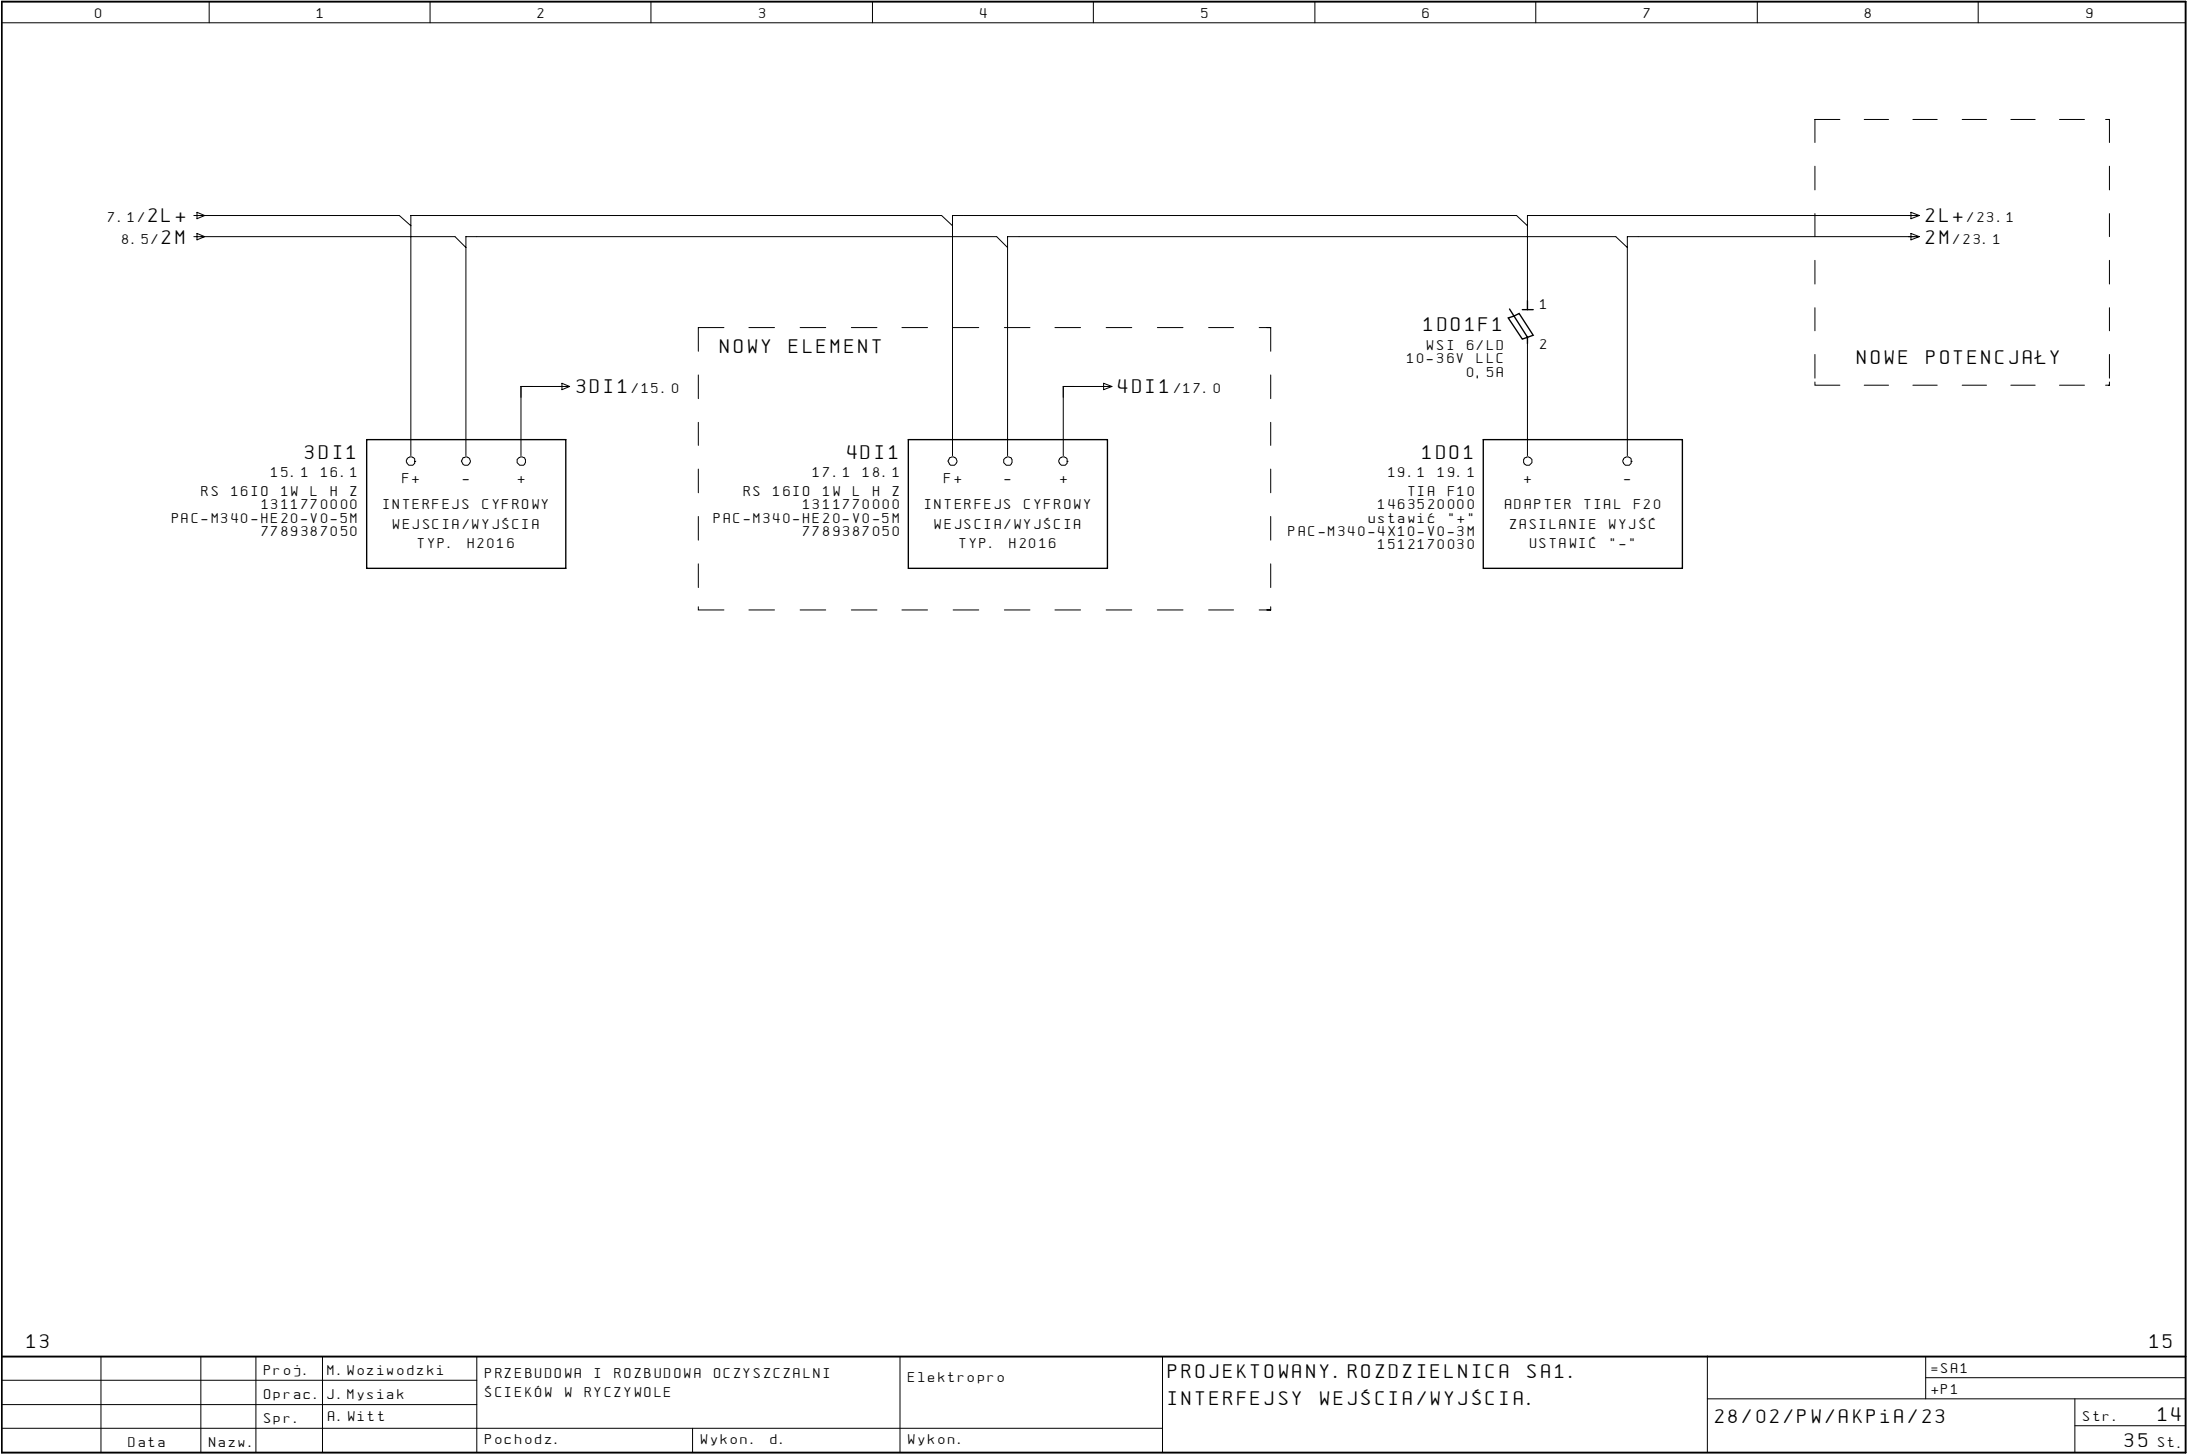 0 1 2 3 4 5 6 7 8 9
7.1/2L+
8.5/2M
2L+/23.1
2M/23.1
NOWE POTENCJAŁY
NOWY ELEMENT
3DI1/15.0
4DI1/17.0
1DO1F1
WSI 6/LD
10-36V LLC
0,5A
1
2
3DI1
15.1 16.1
RS 16IO 1W L H Z
1311770000
PAC-M340-HE20-V0-5M
7789387050
F+ - +
INTERFEJS CYFROWY
WEJSCIA/WYJŚCIA
TYP. H2016
4DI1
17.1 18.1
RS 16IO 1W L H Z
1311770000
PAC-M340-HE20-V0-5M
7789387050
F+ - +
INTERFEJS CYFROWY
WEJSCIA/WYJŚCIA
TYP. H2016
1DO1
19.1 19.1
TIA F10
1463520000
ustawić "+"
PAC-M340-4X10-V0-3M
1512170030
+ -
ADAPTER TIAL F20
ZASILANIE WYJŚĆ
USTAWIĆ "-"
13
15
Proj. M.Woziwodzki
Oprac. J.Mysiak
Spr. A.Witt
Data Nazw.
PRZEBUDOWA I ROZBUDOWA OCZYSZCZALNI
ŚCIEKÓW W RYCZYWOLE
Pochodz. Wykon. d. Wykon.
Elektropro
PROJEKTOWANY.ROZDZIELNICA SA1.
INTERFEJSY WEJŚCIA/WYJŚCIA.
=SA1
+P1
28/02/PW/AKPiA/23
Str. 14
35 St.